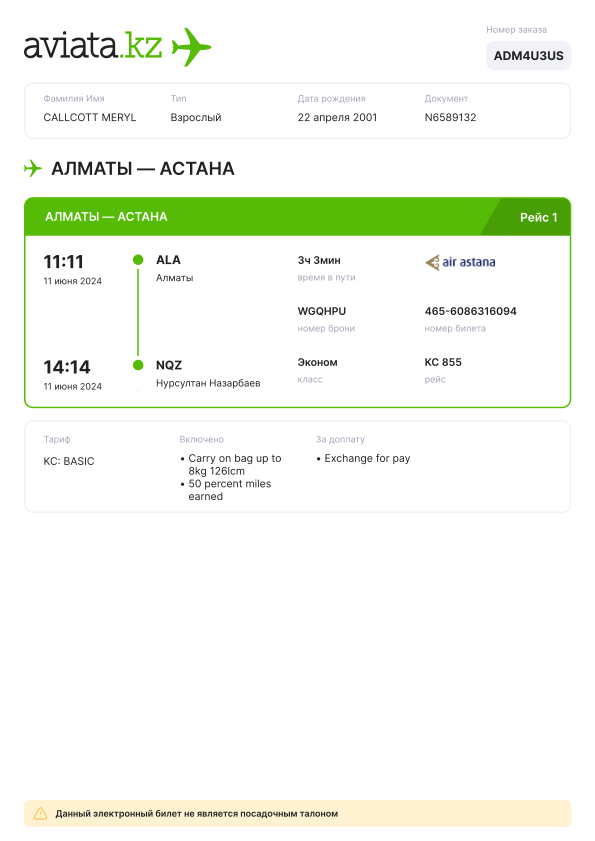 aviata.kz
Номер заказа
ADM4U3US
Фамилия Имя
Тип
Дата рождения
Документ
CALLCOTT MERYL
Взрослый
22 апреля 2001
N6589132
АЛМАТЫ — АСТАНА
АЛМАТЫ — АСТАНА
Рейс 1
11:11
11 июня 2024
ALA
Алматы
3ч 3мин
время в пути
air astana
WGQHPU
номер брони
465-6086316094
номер билета
14:14
11 июня 2024
NQZ
Нурсултан Назарбаев
Эконом
класс
KC 855
рейс
Тариф
Включено
За доплату
KC: BASIC
• Carry on bag up to
8kg 126lcm
• 50 percent miles
earned
• Exchange for pay
Данный электронный билет не является посадочным талоном